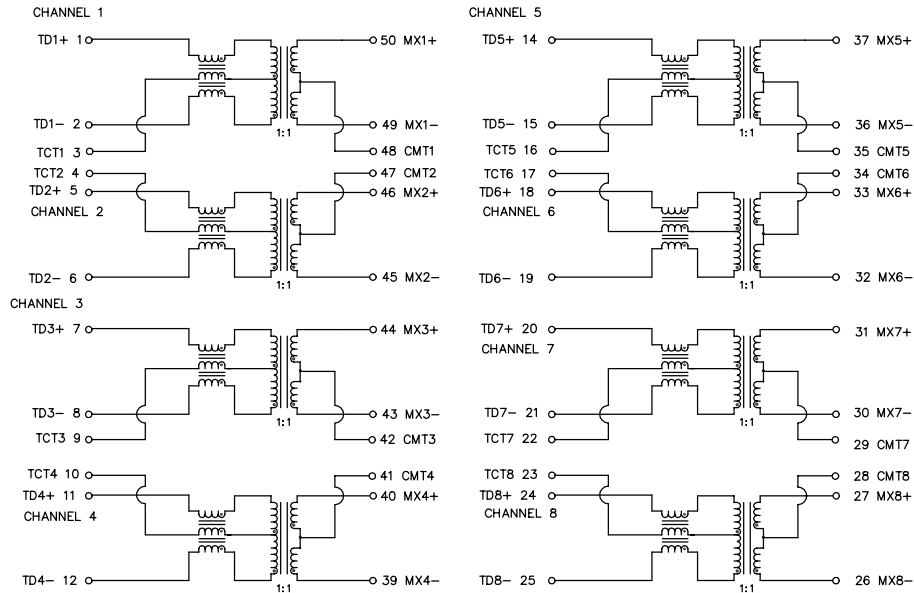 CHANNEL 1
TD1+ 1
50 MX1+
TD1− 2
49 MX1−
1:1
TCT1 3
48 CMT1
TCT2 4
47 CMT2
TD2+ 5
46 MX2+
CHANNEL 2
TD2− 6
45 MX2−
1:1
CHANNEL 3
TD3+ 7
44 MX3+
TD3− 8
43 MX3−
1:1
TCT3 9
42 CMT3
TCT4 10
41 CMT4
TD4+ 11
40 MX4+
CHANNEL 4
TD4− 12
39 MX4−
1:1
CHANNEL 5
TD5+ 14
37 MX5+
TD5− 15
36 MX5−
1:1
TCT5 16
35 CMT5
TCT6 17
34 CMT6
TD6+ 18
33 MX6+
CHANNEL 6
TD6− 19
32 MX6−
1:1
TD7+ 20
31 MX7+
CHANNEL 7
TD7− 21
30 MX7−
1:1
TCT7 22
29 CMT7
TCT8 23
28 CMT8
TD8+ 24
27 MX8+
CHANNEL 8
TD8− 25
26 MX8−
1:1